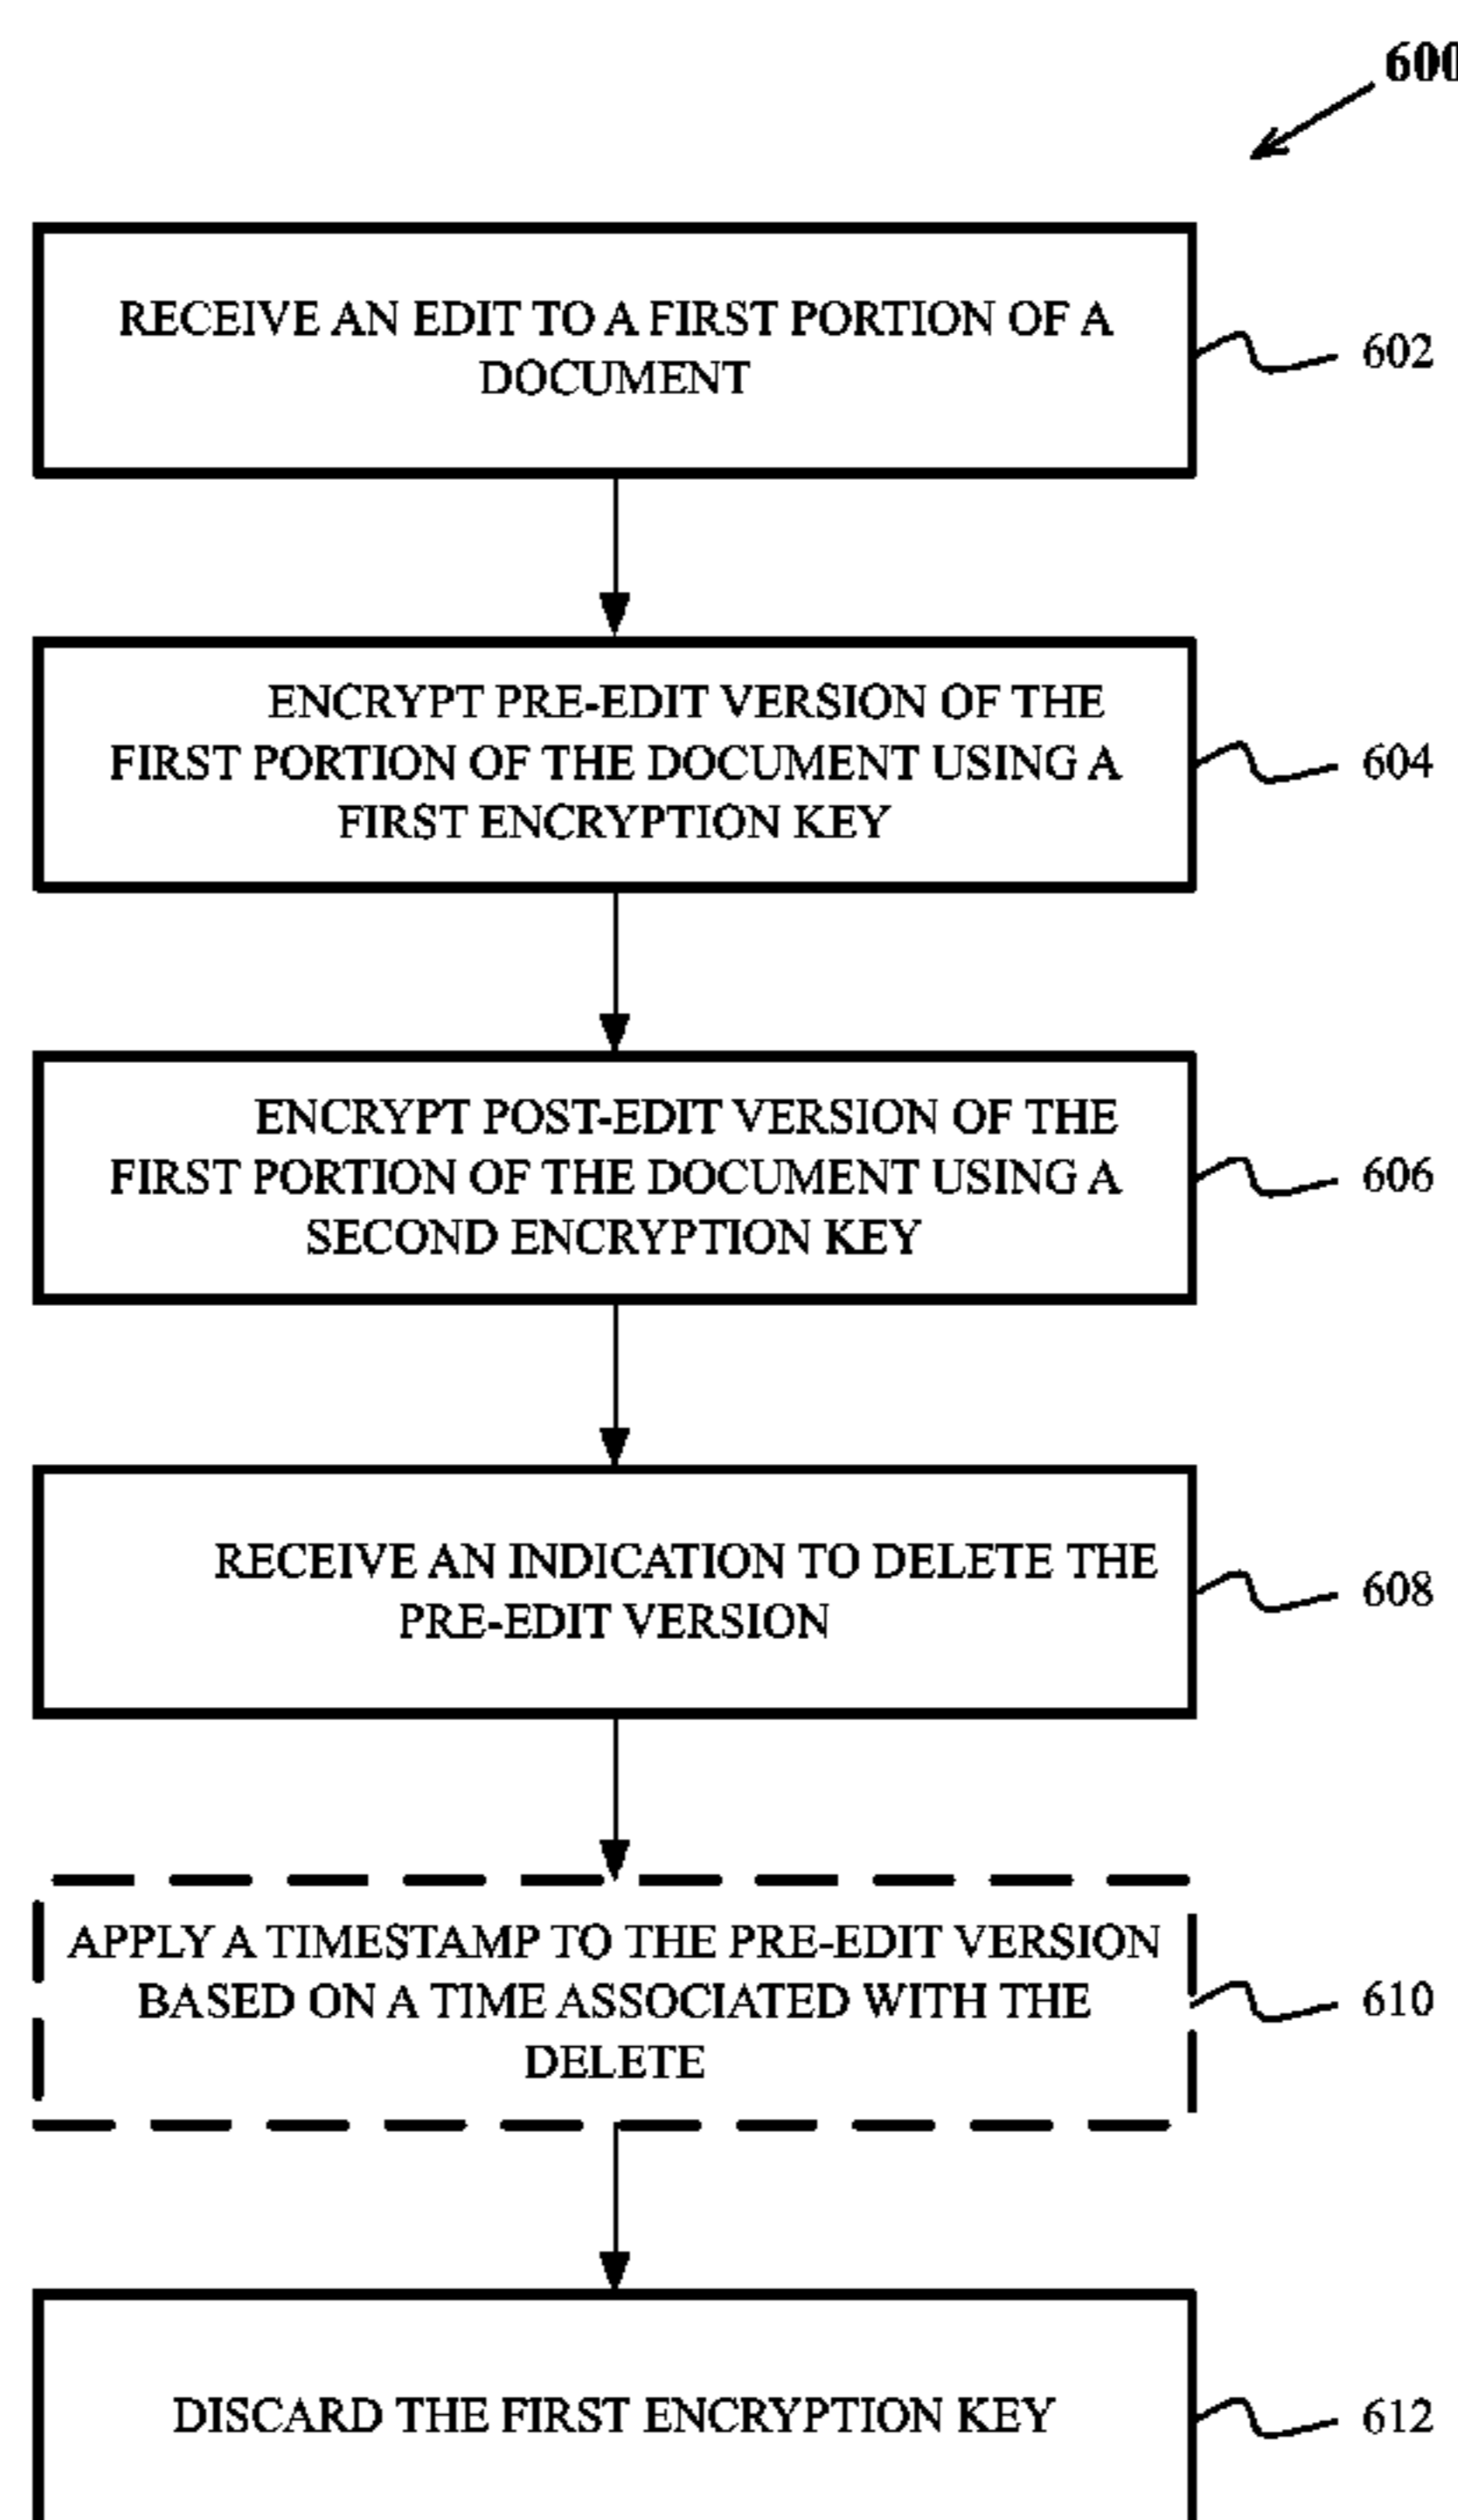 600
RECEIVE AN EDIT TO A FIRST PORTION OF A
DOCUMENT
602
ENCRYPT PRE-EDIT VERSION OF THE
FIRST PORTION OF THE DOCUMENT USING A
FIRST ENCRYPTION KEY
604
ENCRYPT POST-EDIT VERSION OF THE
FIRST PORTION OF THE DOCUMENT USING A
SECOND ENCRYPTION KEY
606
RECEIVE AN INDICATION TO DELETE THE
PRE-EDIT VERSION
608
APPLY A TIMESTAMP TO THE PRE-EDIT VERSION
BASED ON A TIME ASSOCIATED WITH THE
DELETE
610
DISCARD THE FIRST ENCRYPTION KEY
612